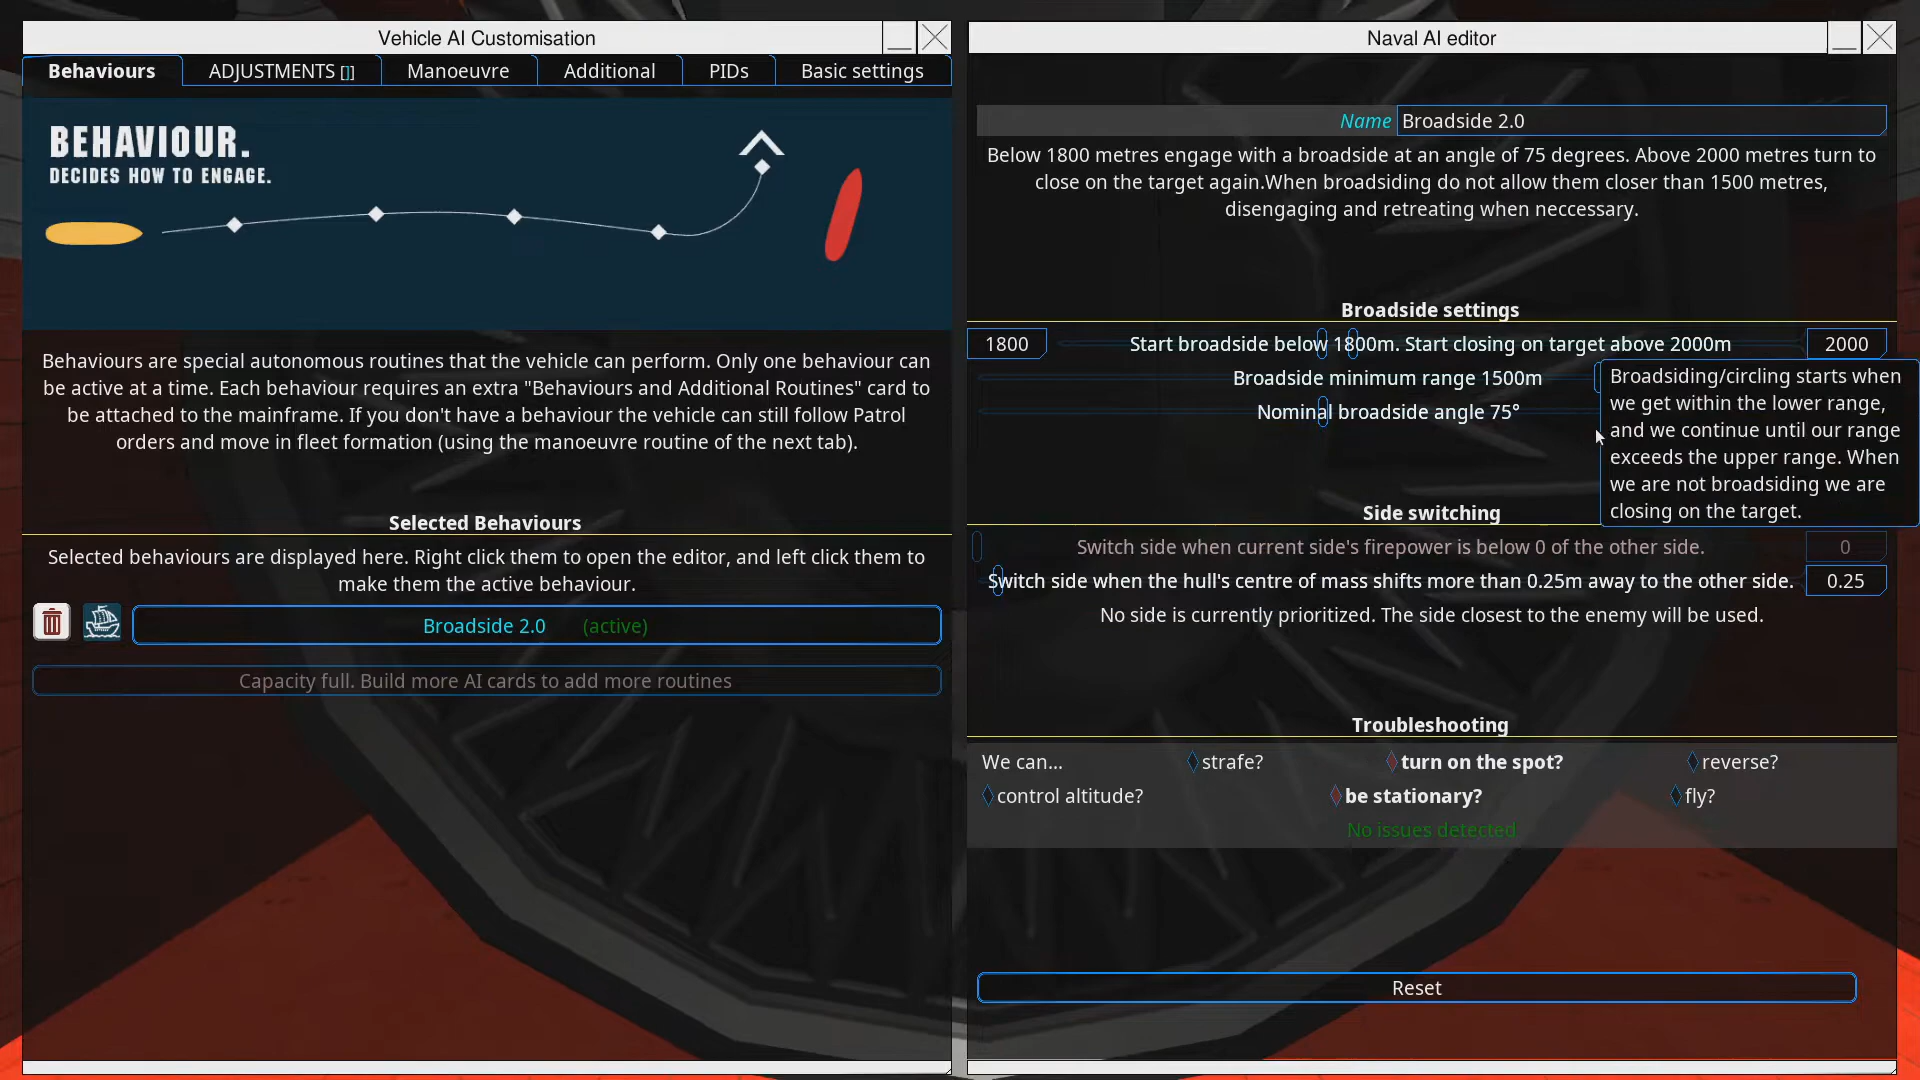 Vehicle AI Customisation
Behaviours
ADJUSTMENTS []
Manoeuvre
Additional
PIDs
Basic settings
BEHAVIOUR.
DECIDES HOW TO ENGAGE.
Behaviours are special autonomous routines that the vehicle can perform. Only one behaviour can
be active at a time. Each behaviour requires an extra "Behaviours and Additional Routines" card to
be attached to the mainframe. If you don't have a behaviour the vehicle can still follow Patrol
orders and move in fleet formation (using the manoeuvre routine of the next tab).
Selected Behaviours
Selected behaviours are displayed here. Right click them to open the editor, and left click them to
make them the active behaviour.
Broadside 2.0 (active)
Capacity full. Build more AI cards to add more routines
Naval AI editor
Name Broadside 2.0
Below 1800 metres engage with a broadside at an angle of 75 degrees. Above 2000 metres turn to
close on the target again.When broadsiding do not allow them closer than 1500 metres,
disengaging and retreating when neccessary.
Broadside settings
1800 Start broadside below 1800m. Start closing on target above 2000m 2000
Broadside minimum range 1500m
Nominal broadside angle 75°
Broadsiding/circling starts when
we get within the lower range,
and we continue until our range
exceeds the upper range. When
we are not broadsiding we are
closing on the target.
Side switching
Switch side when current side's firepower is below 0 of the other side. 0
Switch side when the hull's centre of mass shifts more than 0.25m away to the other side. 0.25
No side is currently prioritized. The side closest to the enemy will be used.
Troubleshooting
We can... strafe? turn on the spot? reverse?
control altitude? be stationary? fly?
No issues detected
Reset